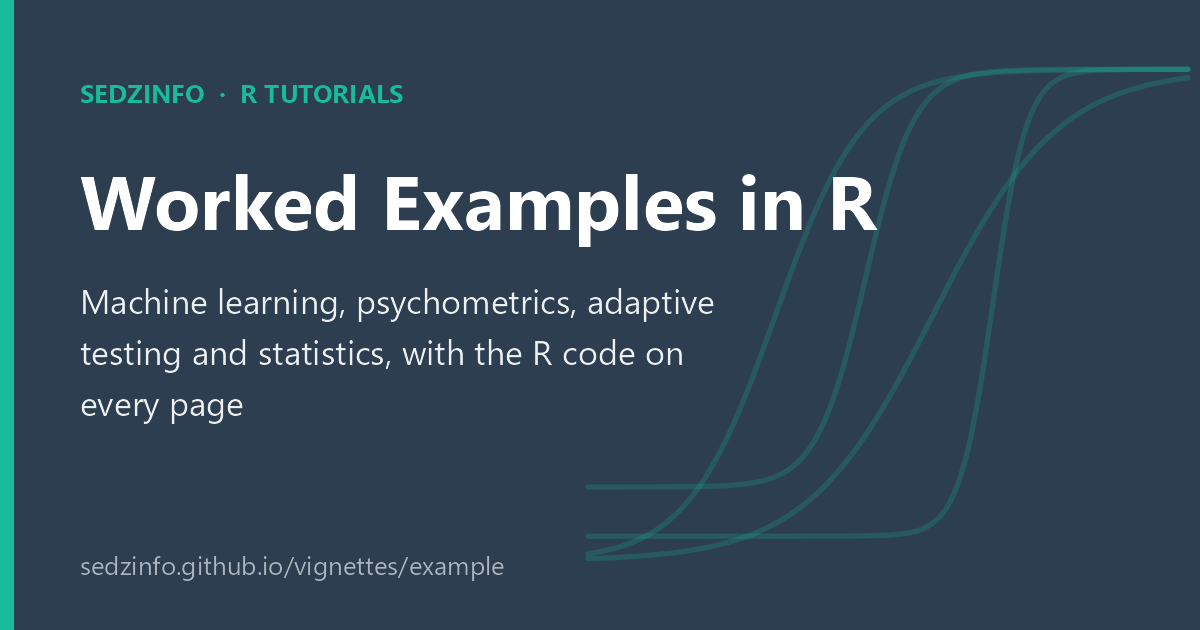 SEDZINFO · R TUTORIALS
Worked Examples in R
Machine learning, psychometrics, adaptive
testing and statistics, with the R code on
every page
sedzinfo.github.io/vignettes/example